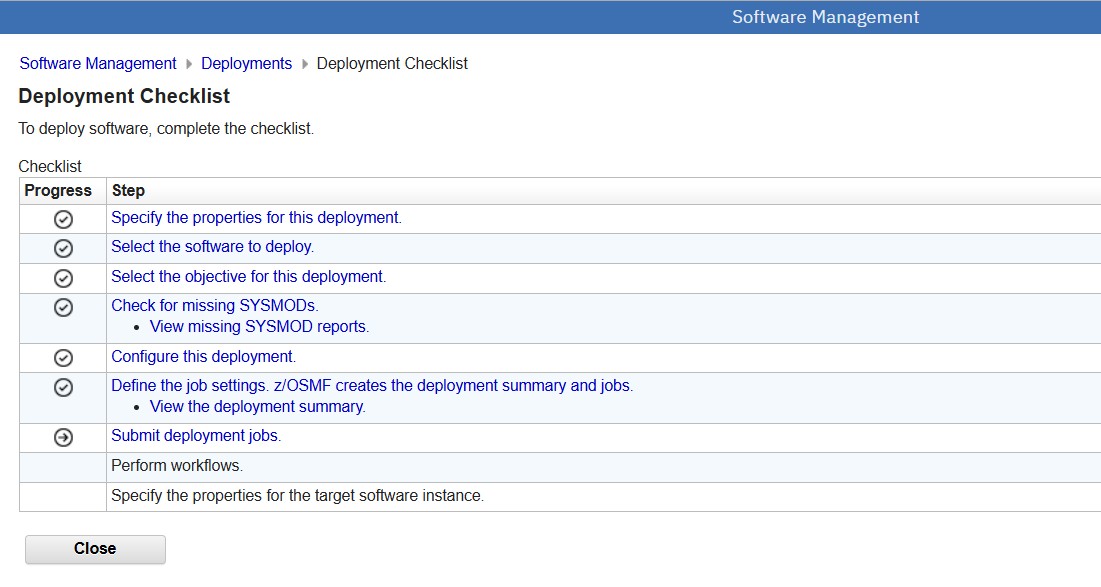 Software Management
Software Management Deployments Deployment Checklist
Deployment Checklist
To deploy software, complete the checklist.
Checklist
Progress Step
Specify the properties for this deployment.
Select the software to deploy.
Select the objective for this deployment.
Check for missing SYSMODs.
• View missing SYSMOD reports.
Configure this deployment.
Define the job settings. z/OSMF creates the deployment summary and jobs.
• View the deployment summary.
Submit deployment jobs.
Perform workflows.
Specify the properties for the target software instance.
Close